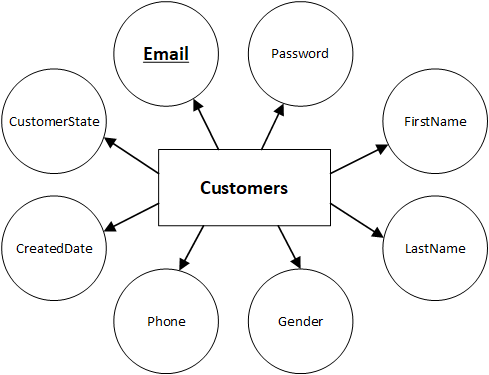 Email
Password
CustomerState
FirstName
Customers
CreatedDate
LastName
Phone
Gender